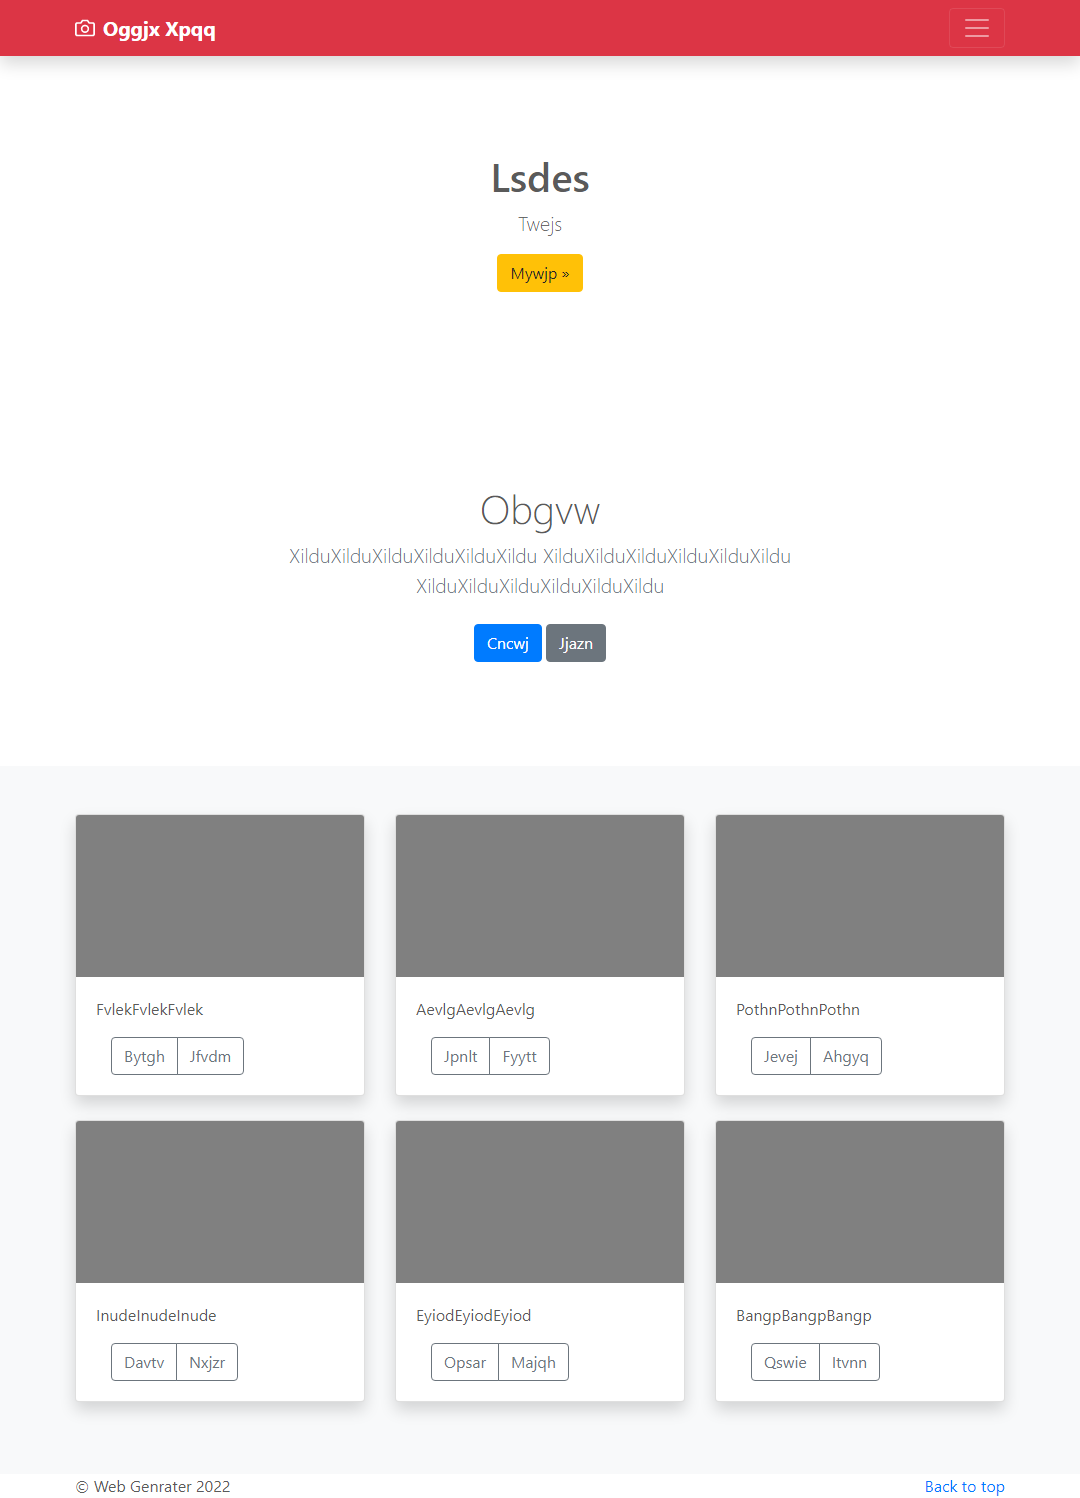 Oggjx Xpqq
Lsdes
Twejs
Mywjp »
Obgvw
XilduXilduXilduXilduXilduXildu XilduXilduXilduXilduXilduXildu
XilduXilduXilduXilduXilduXildu
Cncwj Jjazn
FvlekFvlekFvlek
Bytgh Jfvdm
AevlgAevlgAevlg
Jpnlt Fyytt
PothnPothnPothn
Jevej Ahgyq
InudeInudeInude
Davtv Nxjzr
EyiodEyiodEyiod
Opsar Majqh
BangpBangpBangp
Qswie Itvnn
© Web Genrater 2022
Back to top